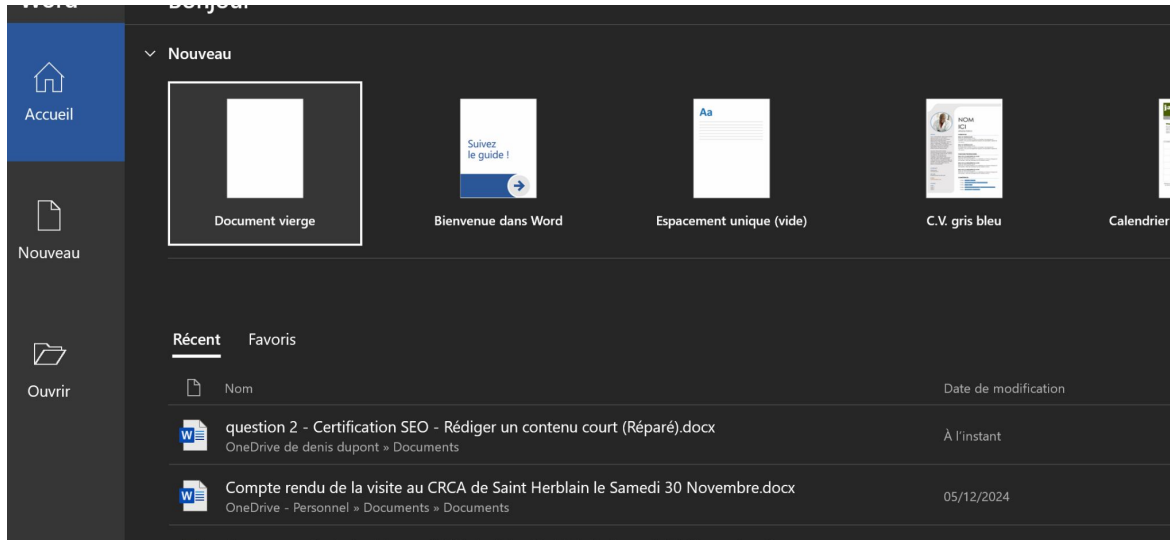 Word
Bonjour
Nouveau
Accueil
Suivez
le guide !
Aa
NOM
ICI
Document vierge
Bienvenue dans Word
Espacement unique (vide)
C.V. gris bleu
Calendrier
Nouveau
Récent
Favoris
Ouvrir
Nom
Date de modification
question 2 - Certification SEO - Rédiger un contenu court (Réparé).docx
À l'instant
OneDrive de denis dupont » Documents
Compte rendu de la visite au CRCA de Saint Herblain le Samedi 30 Novembre.docx
05/12/2024
OneDrive - Personnel » Documents » Documents